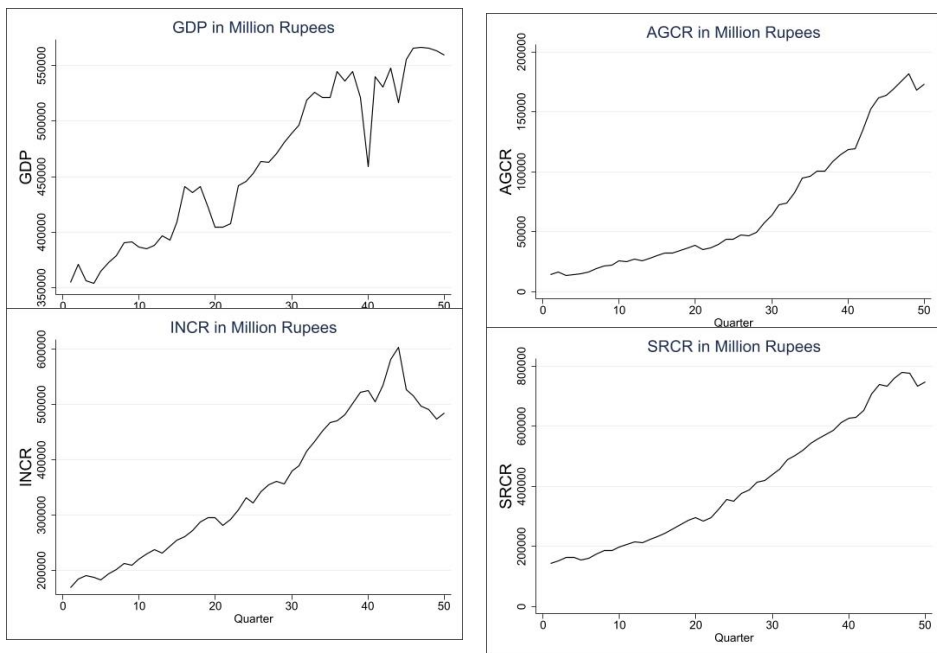 GDP in Million Rupees
GDP
550000
500000
450000
400000
350000
0 10 20 30 40 50
AGCR in Million Rupees
AGCR
200000
150000
100000
50000
0
0 10 20 30 40 50
Quarter
INCR in Million Rupees
INCR
600000
500000
400000
300000
200000
0 10 20 30 40 50
Quarter
SRCR in Million Rupees
SRCR
800000
600000
400000
200000
0
0 10 20 30 40 50
Quarter